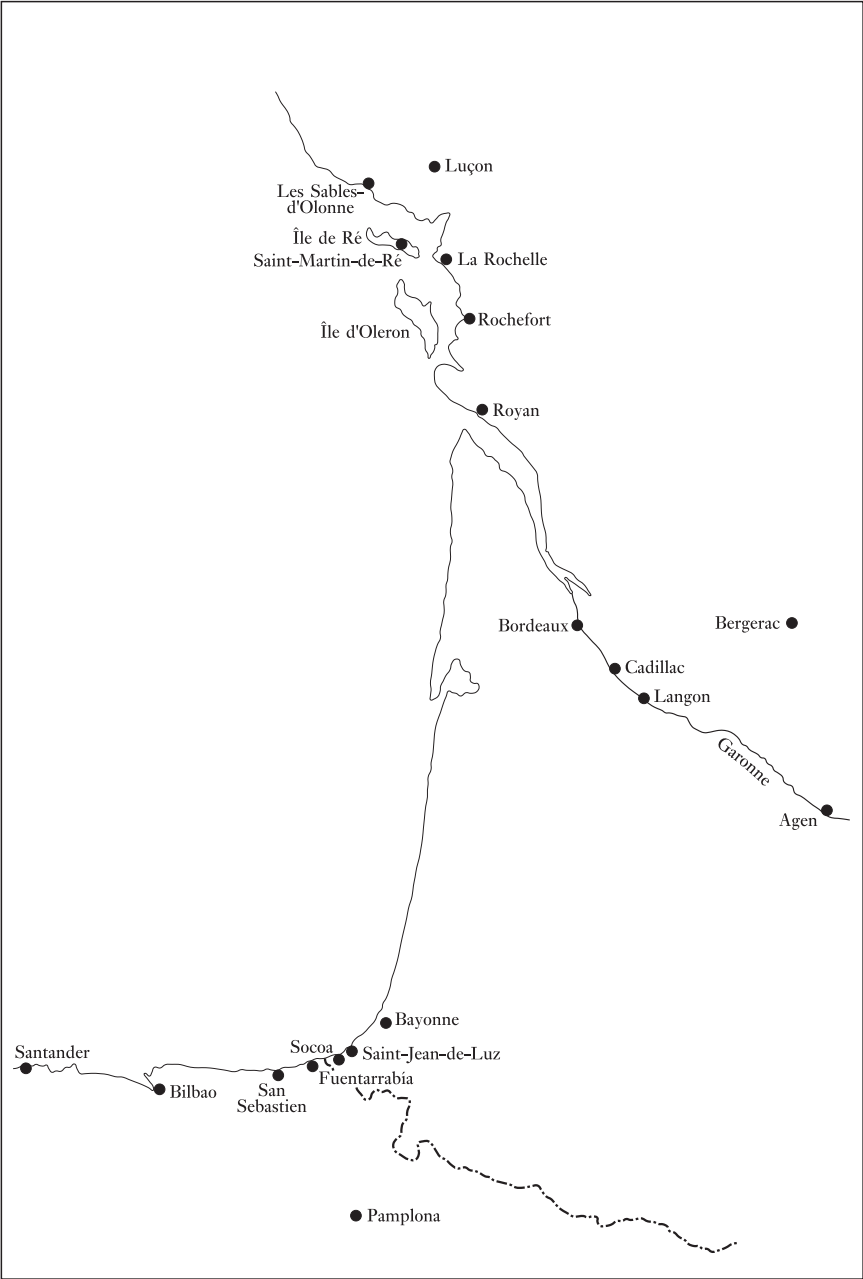 Luçon
Les Sables-
d'Olonne
Île de Ré
Saint-Martin-de-Ré
La Rochelle
Île d'Oleron
Rochefort
Royan
Bordeaux
Bergerac
Cadillac
Langon
Garonne
Agen
Bayonne
Socoa
Saint-Jean-de-Luz
Santander
Fuentarrabía
Bilbao
San
Sebastien
Pamplona